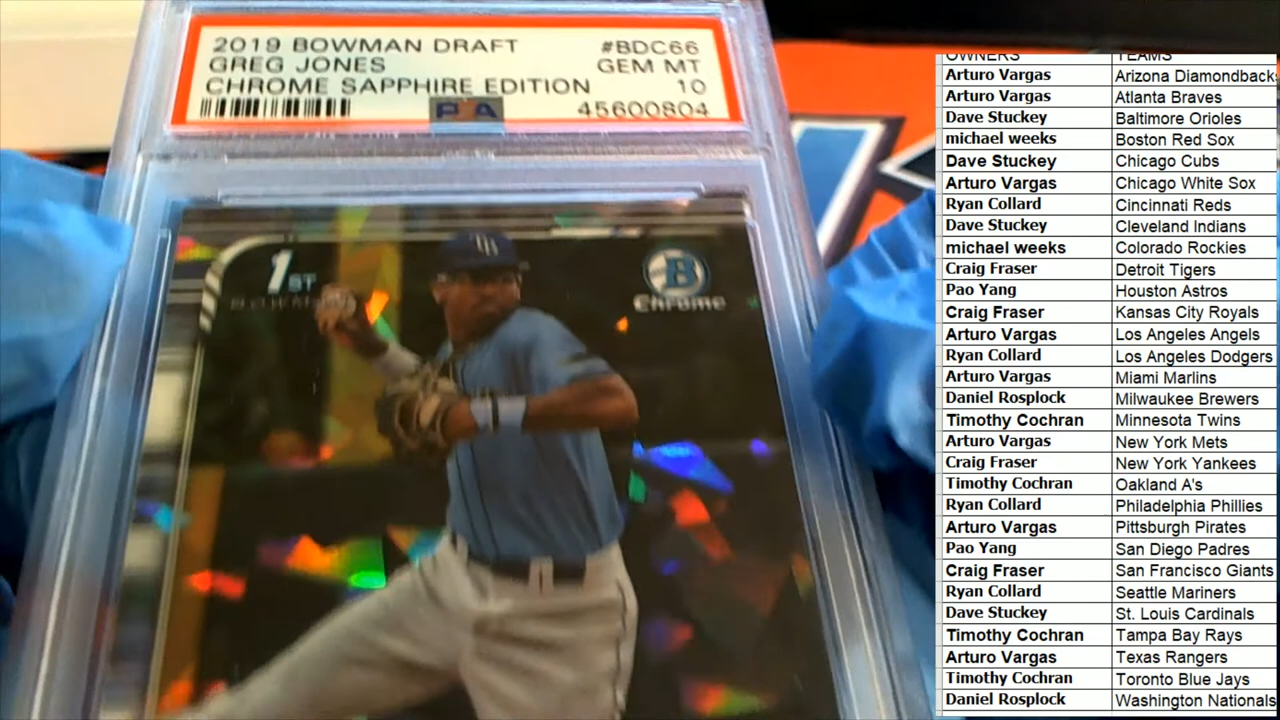 2019 BOWMAN DRAFT #BDC66
GREG JONES GEM MT
CHROME SAPPHIRE EDITION 10
PSA 45600804
1ST
BOWMAN
B
Chrome
TB
OWNERS TEAMS
Arturo Vargas Arizona Diamondbacks
Arturo Vargas Atlanta Braves
Dave Stuckey Baltimore Orioles
michael weeks Boston Red Sox
Dave Stuckey Chicago Cubs
Arturo Vargas Chicago White Sox
Ryan Collard Cincinnati Reds
Dave Stuckey Cleveland Indians
michael weeks Colorado Rockies
Craig Fraser Detroit Tigers
Pao Yang Houston Astros
Craig Fraser Kansas City Royals
Arturo Vargas Los Angeles Angels
Ryan Collard Los Angeles Dodgers
Arturo Vargas Miami Marlins
Daniel Rosplock Milwaukee Brewers
Timothy Cochran Minnesota Twins
Arturo Vargas New York Mets
Craig Fraser New York Yankees
Timothy Cochran Oakland A's
Ryan Collard Philadelphia Phillies
Arturo Vargas Pittsburgh Pirates
Pao Yang San Diego Padres
Craig Fraser San Francisco Giants
Ryan Collard Seattle Mariners
Dave Stuckey St. Louis Cardinals
Timothy Cochran Tampa Bay Rays
Arturo Vargas Texas Rangers
Timothy Cochran Toronto Blue Jays
Daniel Rosplock Washington Nationals